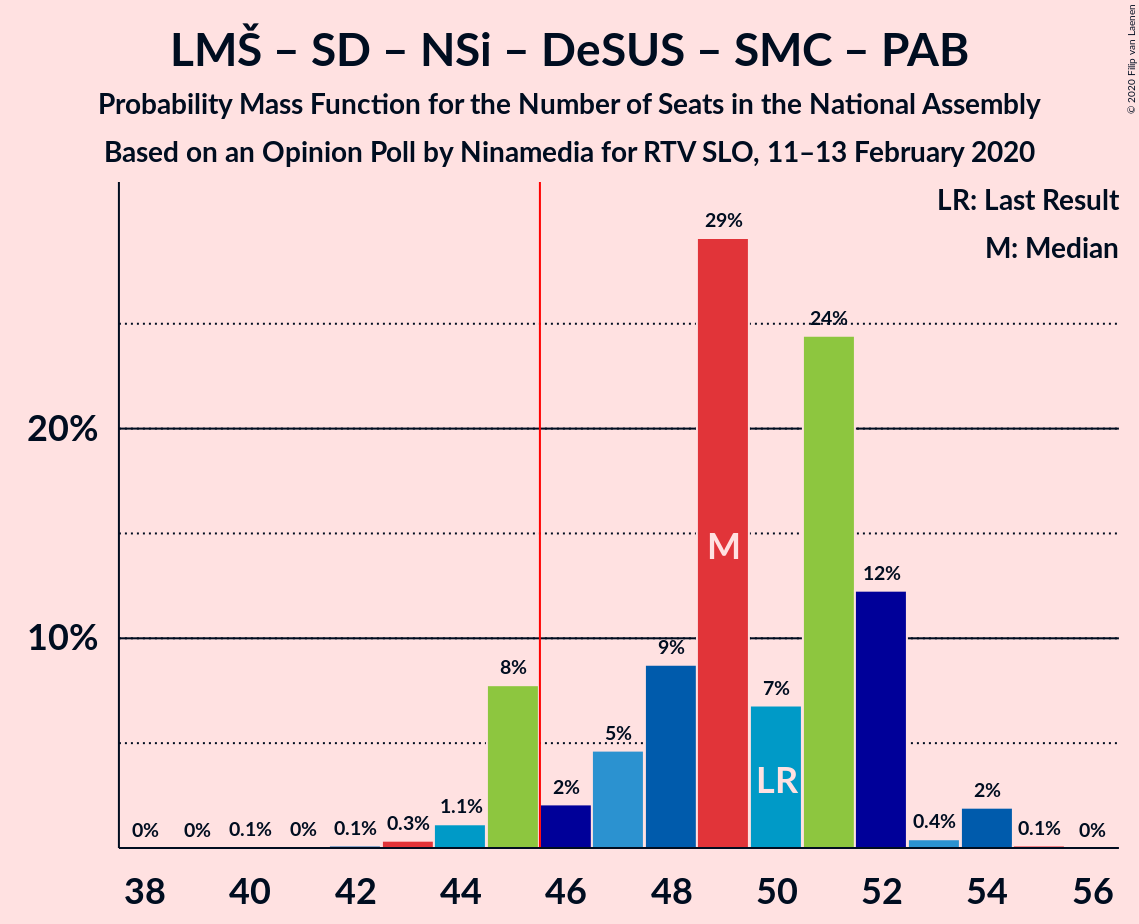 LMŠ – SD – NSi – DeSUS – SMC – PAB
Probability Mass Function for the Number of Seats in the National Assembly
Based on an Opinion Poll by Ninamedia for RTV SLO, 11–13 February 2020
© 2020 Filip van Laenen
LR: Last Result
M: Median
20%
10%
0%
0%
0.1%
0%
0.1%
0.3%
1.1%
8%
2%
5%
9%
29%
7%
24%
12%
0.4%
2%
0.1%
0%
M
LR
38 40 42 44 46 48 50 52 54 56